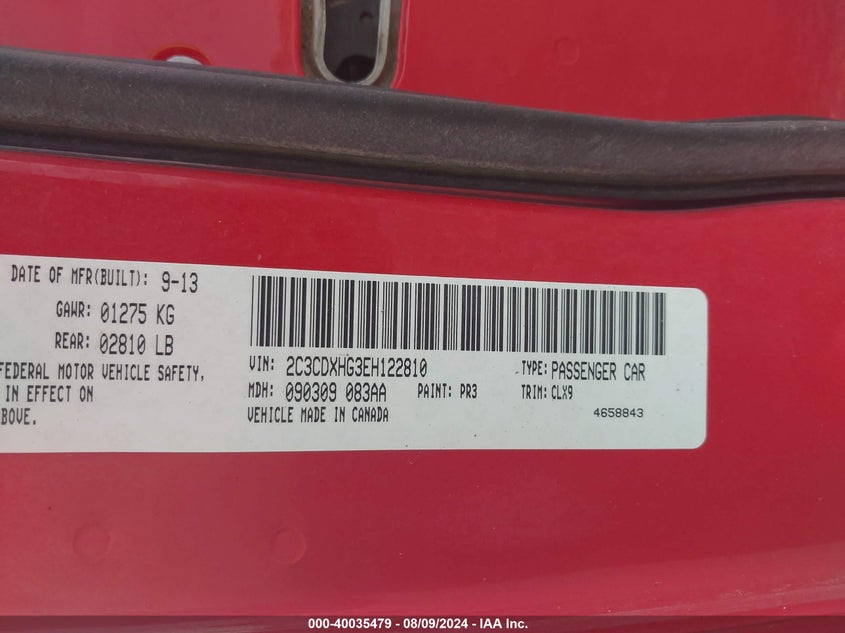 DATE OF MFR(BUILT): 9-13
GAWR: 01275 KG
REAR: 02810 LB
FEDERAL MOTOR VEHICLE SAFETY,
IN EFFECT ON
BOVE.
VIN: 2C3CDXHG3EH122810 TYPE: PASSENGER CAR
MDH: 090309 083AA PAINT: PR3 TRIM: CLX9
VEHICLE MADE IN CANADA 4658843
000-40035479 - 08/09/2024 - IAA Inc.